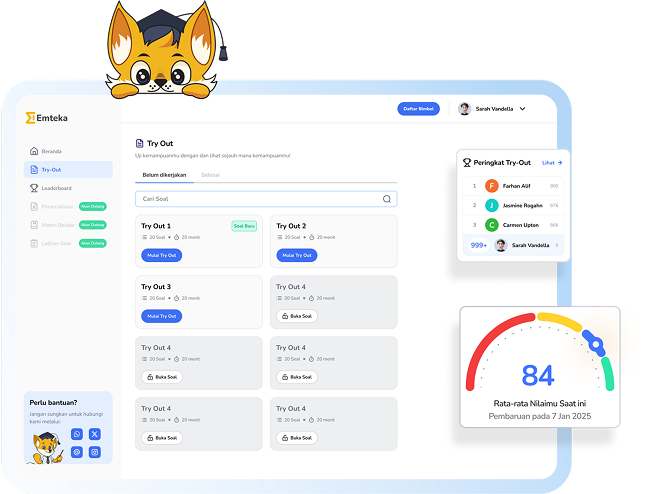 Emteka
Daftar Bimbel
Sarah Vandella
Beranda
Try-Out
Leaderboard
Personalisasi
Akan Datang
Materi Belajar
Akan Datang
Latihan Soal
Akan Datang
Perlu bantuan?
Jangan sungkan untuk hubungi
kami melalui:
Try Out
Uji kemampuanmu dengan dan lihat sejauh mana kemampuanmu!
Belum dikerjakan
Selesai
Cari Soal
Try Out 1
Soal Baru
20 Soal • 20 menit
Mulai Try Out
Try Out 2
20 Soal • 20 menit
Mulai Try Out
Try Out 3
20 Soal • 20 menit
Mulai Try Out
Try Out 4
20 Soal • 20 menit
Buka Soal
Try Out 4
20 Soal • 20 menit
Buka Soal
Try Out 4
20 Soal • 20 menit
Buka Soal
Try Out 4
20 Soal • 20 menit
Buka Soal
Try Out 4
20 Soal • 20 menit
Buka Soal
Peringkat Try-Out
Lihat
1 F Farhan Alif
2 J Jasmine Rogahn
3 C Carmen Upton
999+ Sarah Vandella
84
Rata-rata Nilaimu Saat ini
Pembaruan pada 7 Jan 2025